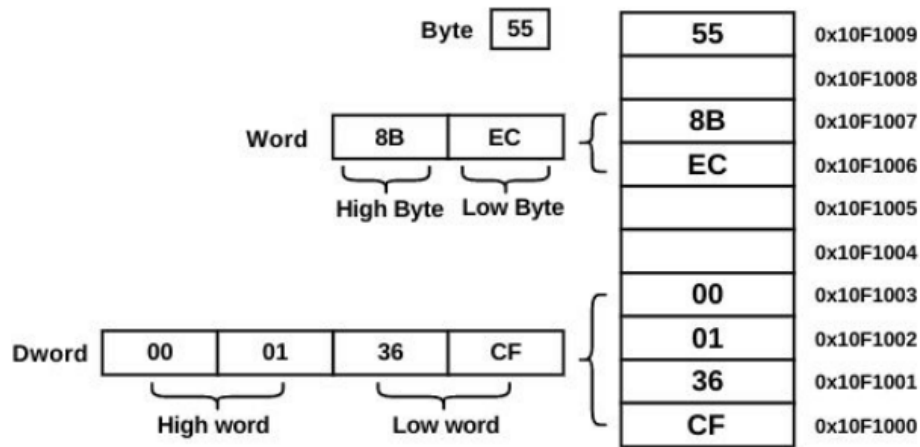 Byte 55 55 0x10F1009
0x10F1008
Word 8B EC 8B 0x10F1007
EC 0x10F1006
High Byte Low Byte 0x10F1005
0x10F1004
00 0x10F1003
Dword 00 01 36 CF 01 0x10F1002
36 0x10F1001
High word Low word CF 0x10F1000